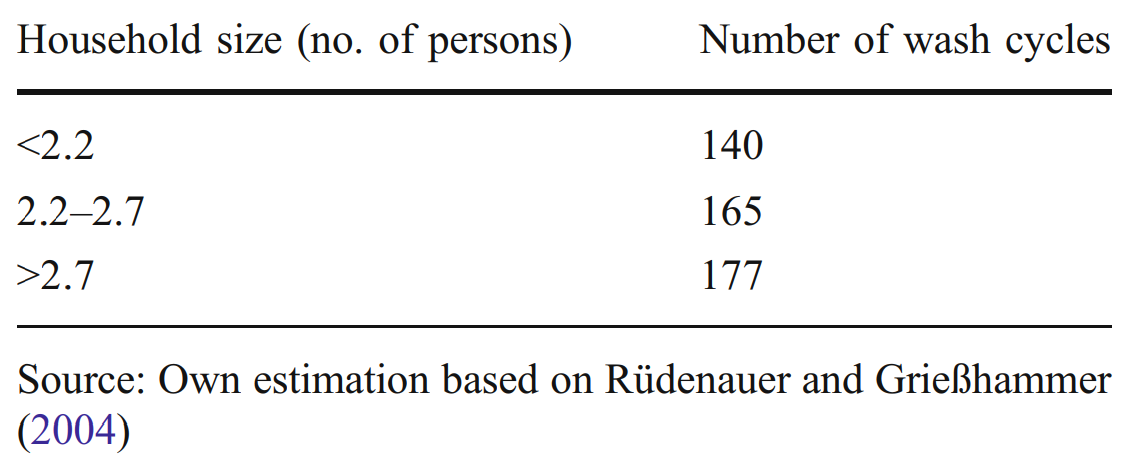 Household size (no. of persons) Number of wash cycles
<2.2 140
2.2–2.7 165
>2.7 177
Source: Own estimation based on Rüdenauer and Grießhammer
(2004)